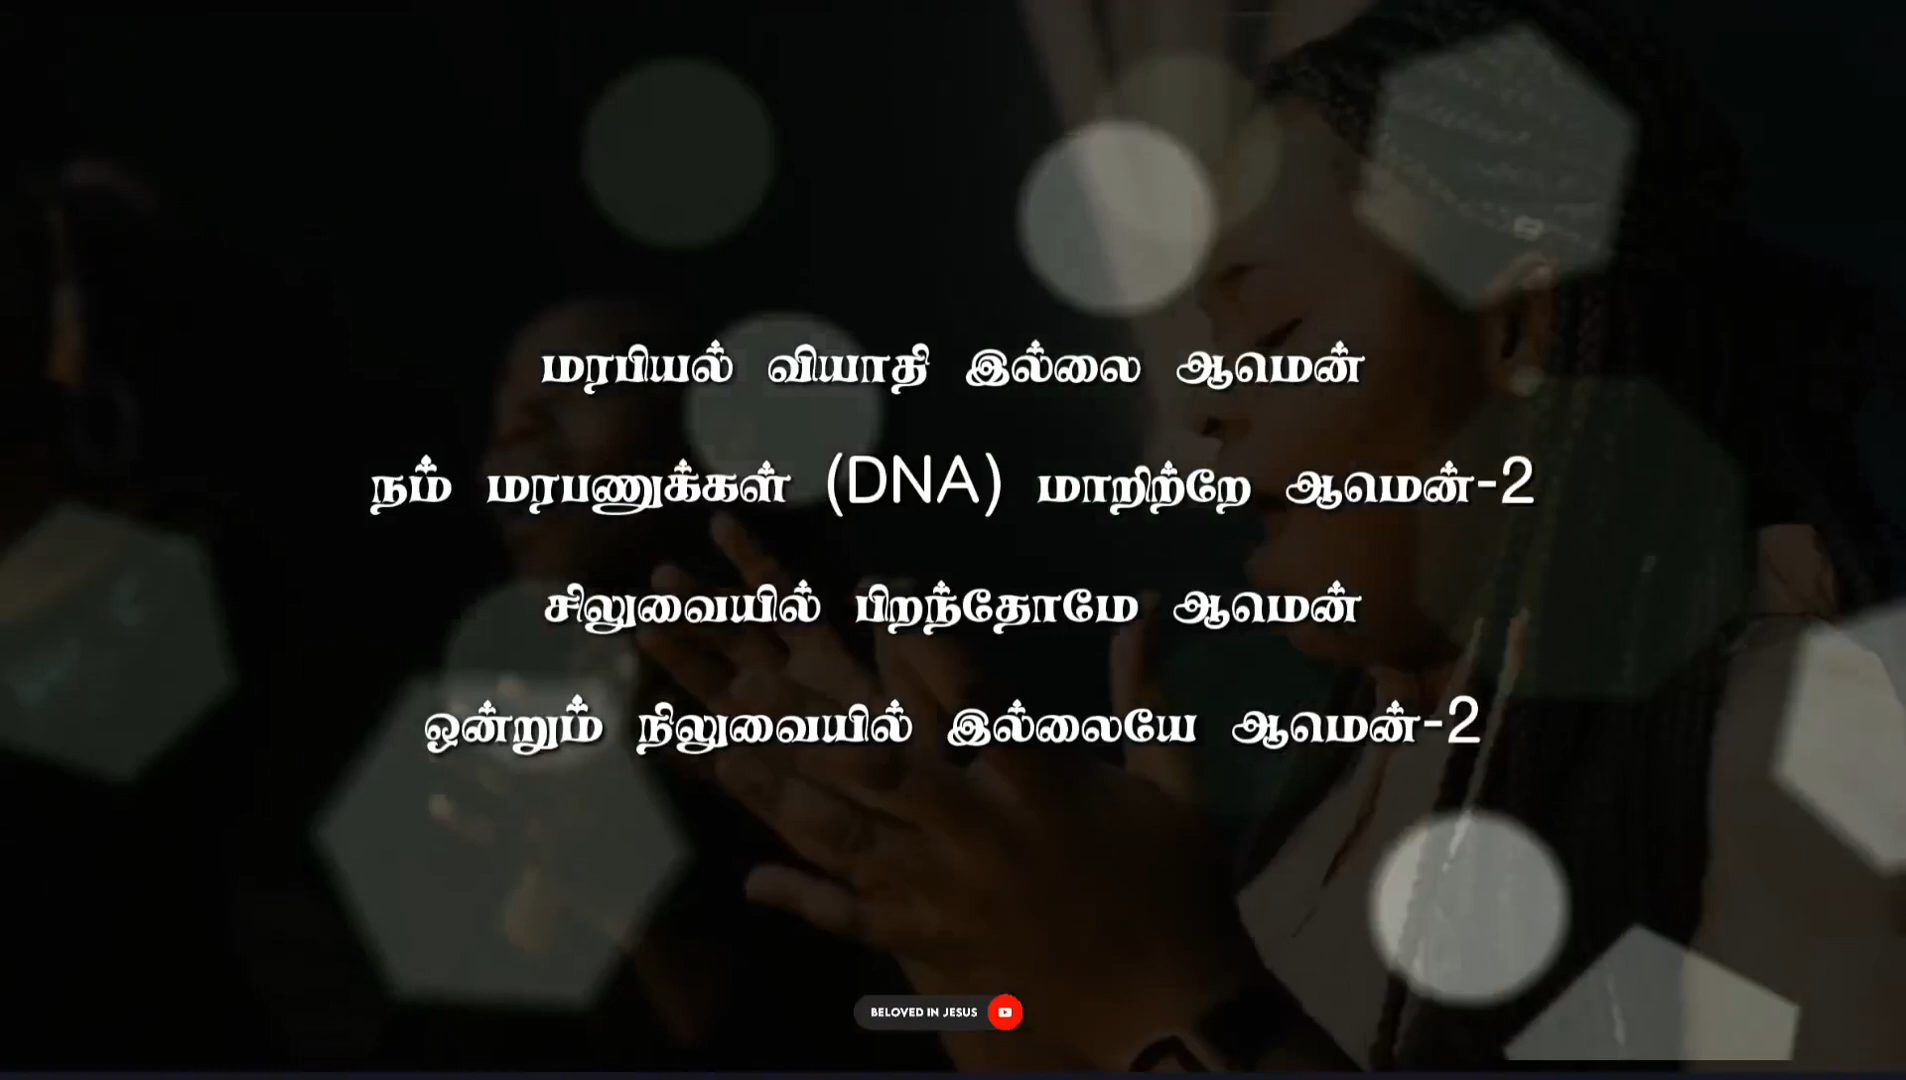 மரபியல் வியாதி இல்லை ஆமென்
நம் மரபணுக்கள் (DNA) மாறிற்றே ஆமென்-2
சிலுவையில் பிறந்தோமே ஆமென்
ஒன்றும் நிலுவையில் இல்லையே ஆமென்-2
BELOVED IN JESUS